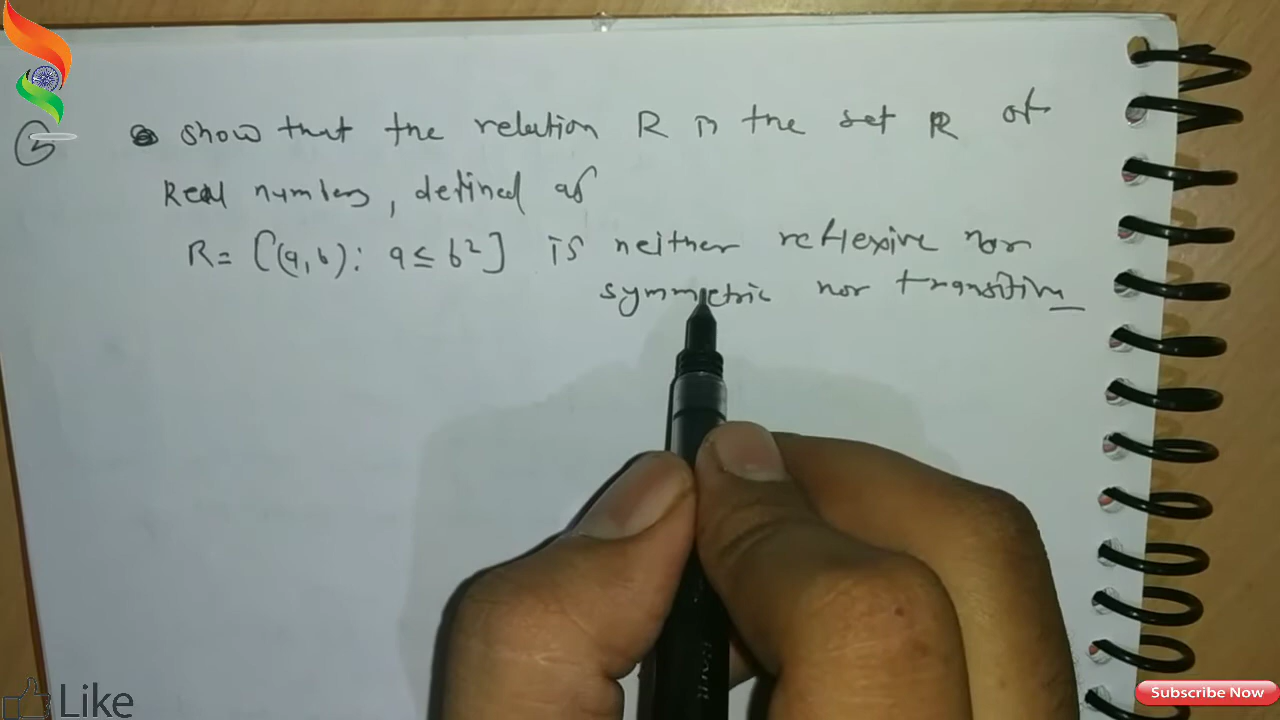 5 show that the relation R in the set R of
Real numbers, defined as
R = [(a,b): a ≤ b²] is neither reflexive nor
symmetric nor transitive
Like
Subscribe Now